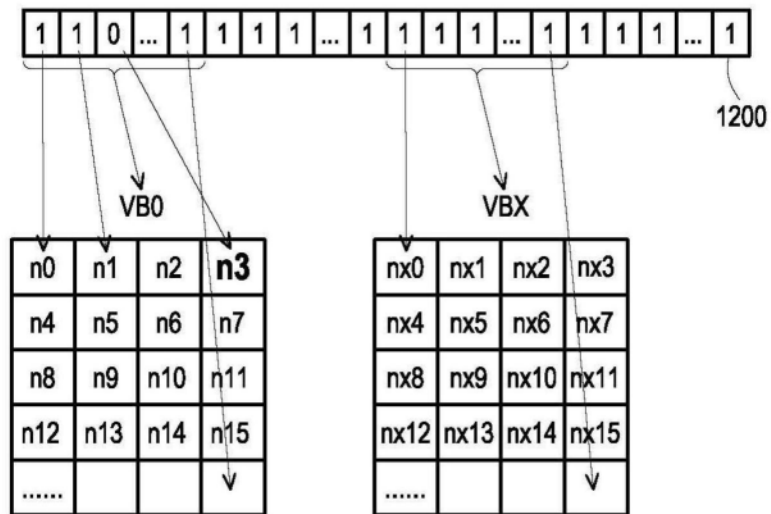 1 1 0 ... 1 1 1 1 ... 1 1 1 1 ... 1 1 1 1 ... 1
1200
VB0 VBX
n0 n1 n2 n3 nx0 nx1 nx2 nx3
n4 n5 n6 n7 nx4 nx5 nx6 nx7
n8 n9 n10 n11 nx8 nx9 nx10 nx11
n12 n13 n14 n15 nx12 nx13 nx14 nx15
...... ......